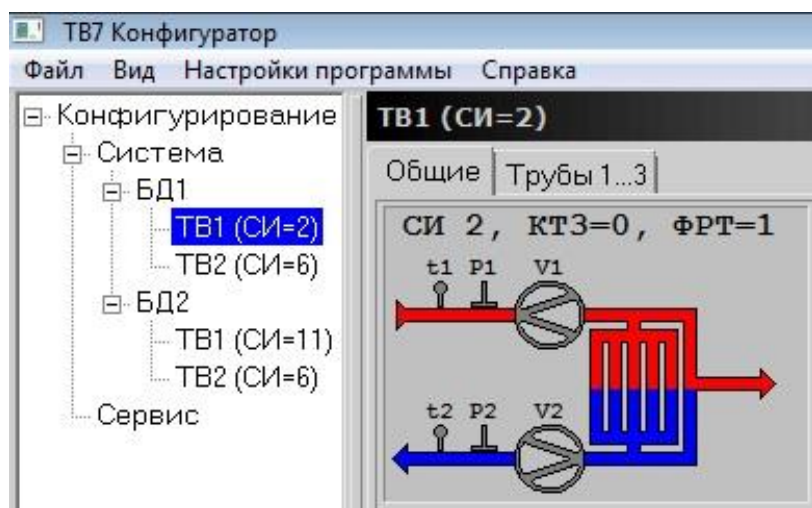 ТВ7 Конфигуратор
Файл Вид Настройки программы Справка
Конфигурирование
Система
БД1
ТВ1 (СИ=2)
ТВ2 (СИ=6)
БД2
ТВ1 (СИ=11)
ТВ2 (СИ=6)
Сервис
ТВ1 (СИ=2)
Общие Трубы 1...3
СИ 2, КТ3=0, ФРТ=1
t1 P1 V1
t2 P2 V2